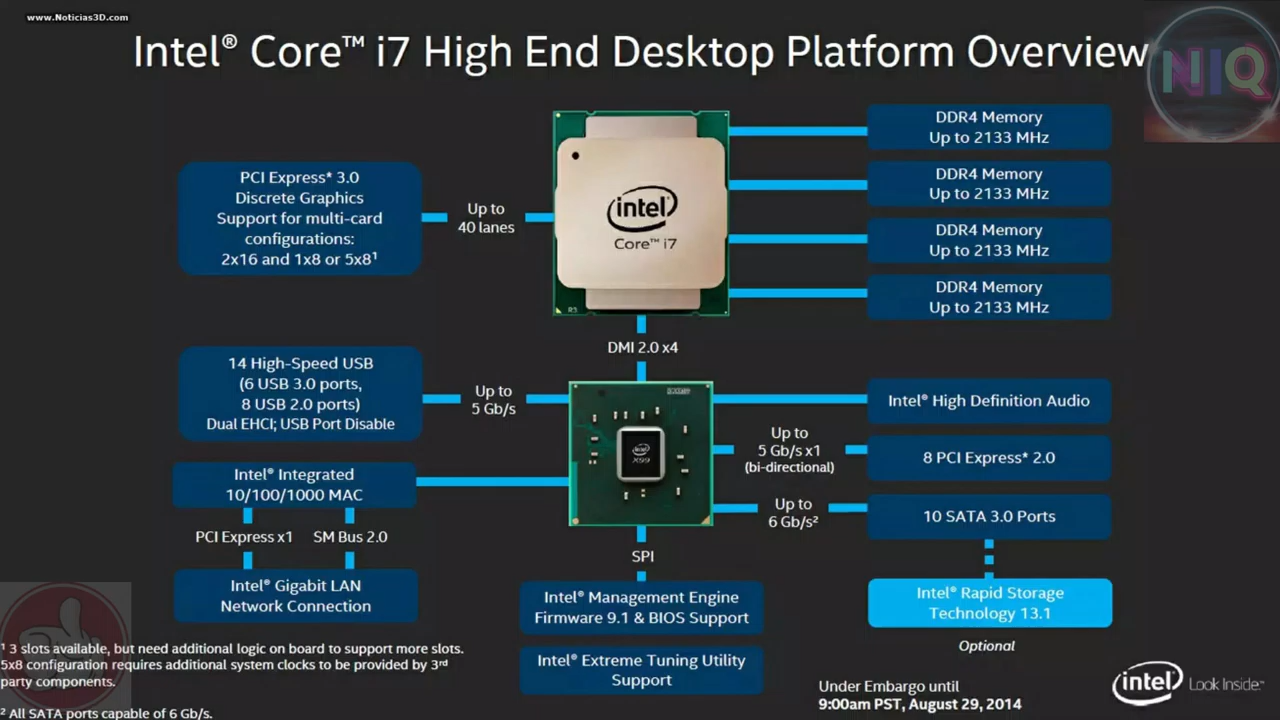 www.Noticias3D.com
Intel® Core™ i7 High End Desktop Platform Overview
NIQ
PCI Express* 3.0
Discrete Graphics
Support for multi-card
configurations:
2x16 and 1x8 or 5x8¹
Up to
40 lanes
intel
Core™ i7
DDR4 Memory
Up to 2133 MHz
DDR4 Memory
Up to 2133 MHz
DDR4 Memory
Up to 2133 MHz
DDR4 Memory
Up to 2133 MHz
DMI 2.0 x4
14 High-Speed USB
(6 USB 3.0 ports,
8 USB 2.0 ports)
Dual EHCI; USB Port Disable
Up to
5 Gb/s
intel
X99
Intel® High Definition Audio
Up to
5 Gb/s x1
(bi-directional)
8 PCI Express* 2.0
Intel® Integrated
10/100/1000 MAC
Up to
6 Gb/s²
10 SATA 3.0 Ports
PCI Express x1
SM Bus 2.0
SPI
Intel® Gigabit LAN
Network Connection
Intel® Management Engine
Firmware 9.1 & BIOS Support
Intel® Rapid Storage
Technology 13.1
Optional
Intel® Extreme Tuning Utility
Support
¹ 3 slots available, but need additional logic on board to support more slots.
5x8 configuration requires additional system clocks to be provided by 3rd
party components.
² All SATA ports capable of 6 Gb/s.
Under Embargo until
9:00am PST, August 29, 2014
intel Look Inside.™